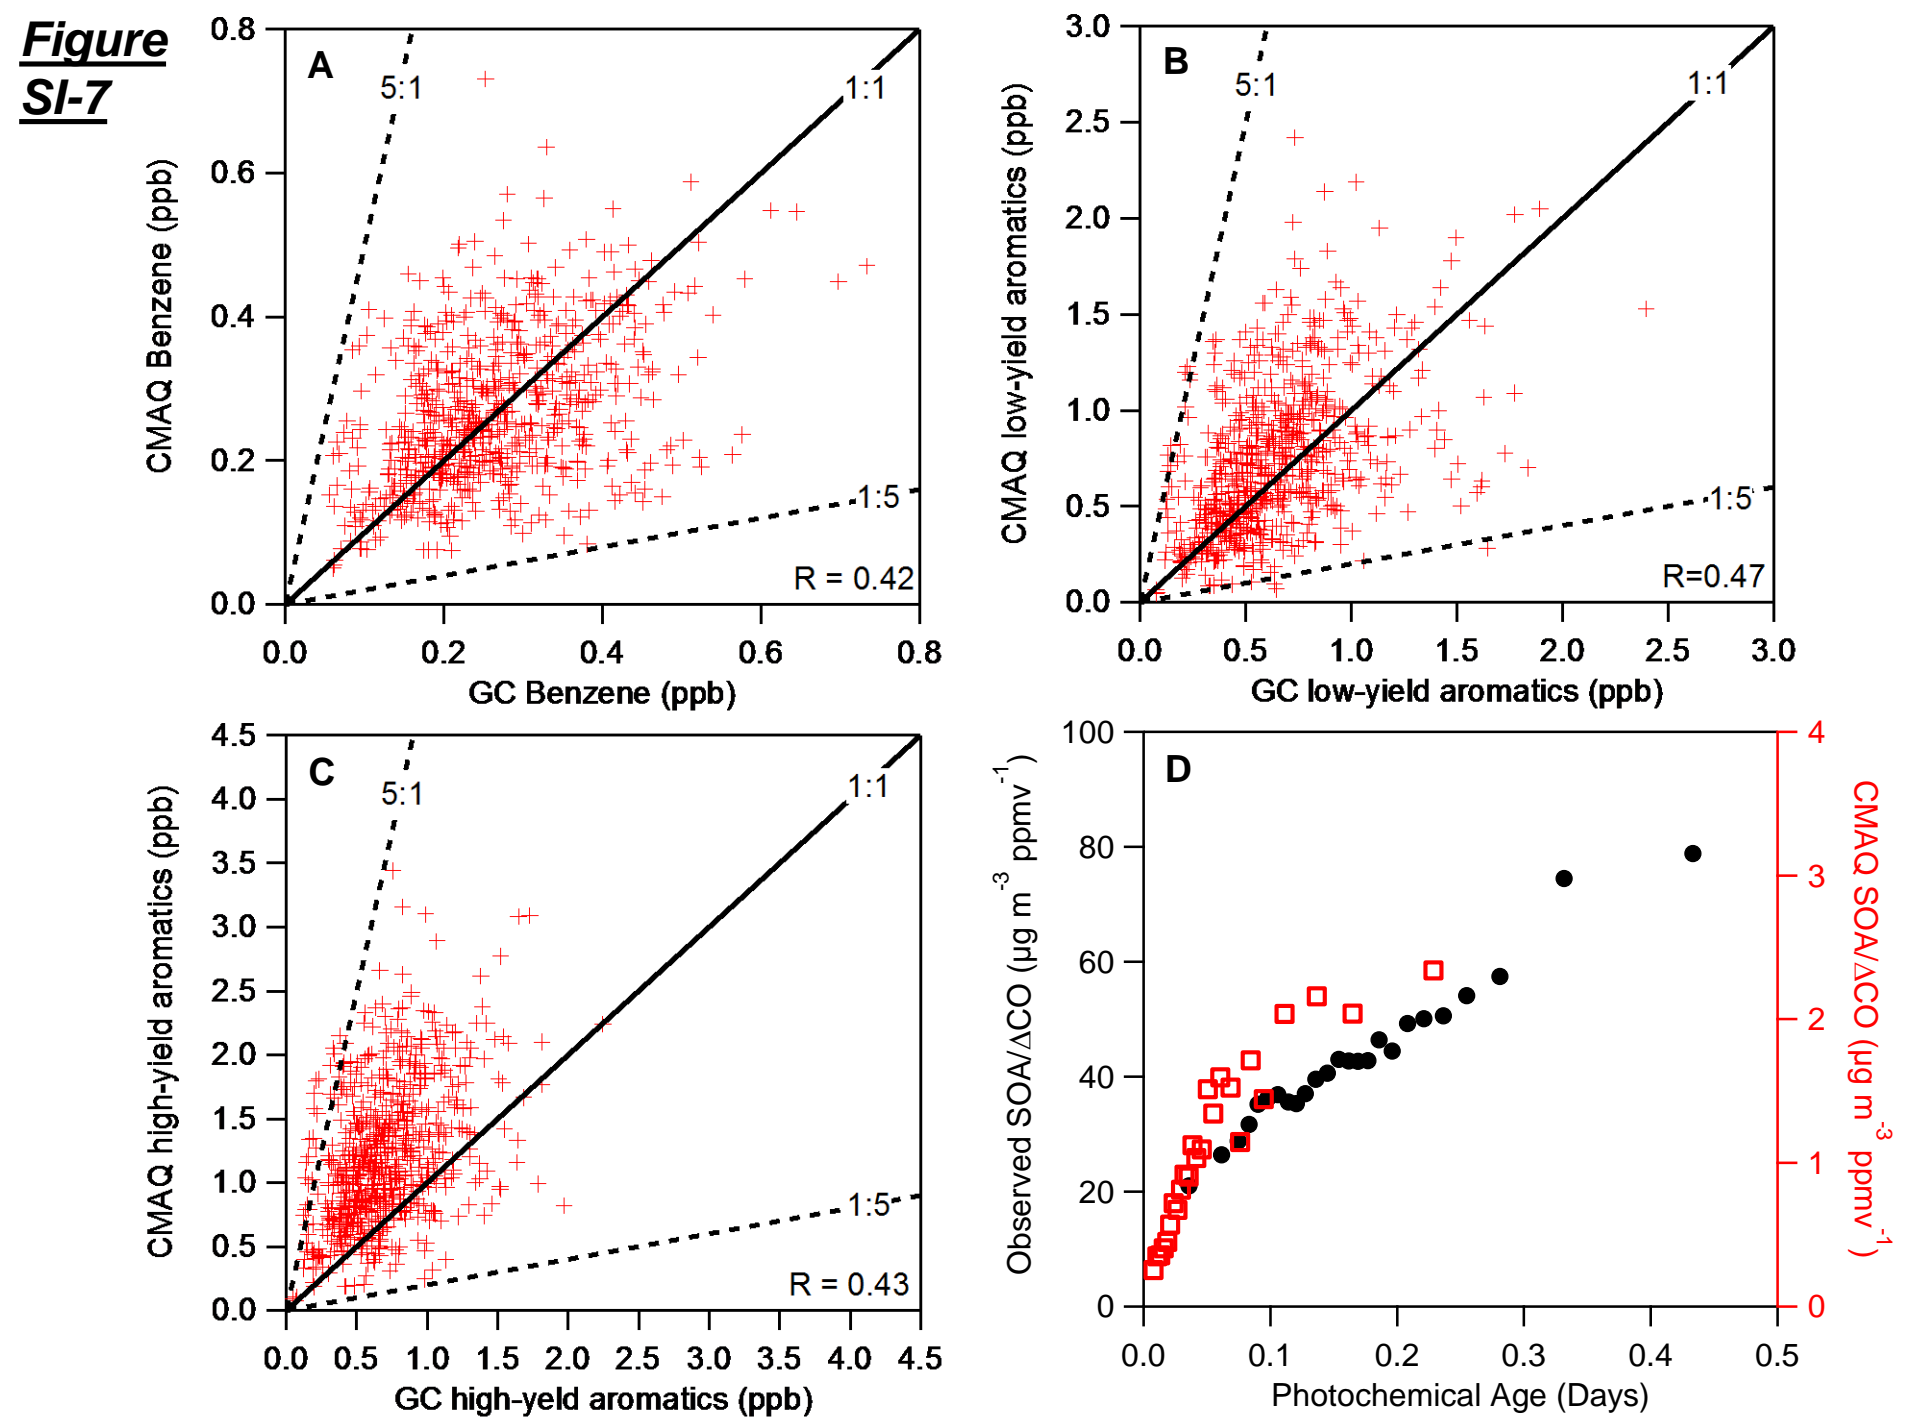 Figure
SI-7
A
5:1
1:1
1:5
R = 0.42
0.8
0.6
0.4
0.2
0.0
0.0 0.2 0.4 0.6 0.8
CMAQ Benzene (ppb)
GC Benzene (ppb)
B
5:1
1:1
1:5
R=0.47
3.0
2.5
2.0
1.5
1.0
0.5
0.0
0.0 0.5 1.0 1.5 2.0 2.5 3.0
CMAQ low-yield aromatics (ppb)
GC low-yield aromatics (ppb)
C
5:1
1:1
1:5
R = 0.43
4.5
4.0
3.5
3.0
2.5
2.0
1.5
1.0
0.5
0.0
0.0 0.5 1.0 1.5 2.0 2.5 3.0 3.5 4.0 4.5
CMAQ high-yield aromatics (ppb)
GC high-yeld aromatics (ppb)
D
100
80
60
40
20
0
4
3
2
1
0
0.0 0.1 0.2 0.3 0.4 0.5
Observed SOA/ΔCO (µg m⁻³ ppmv⁻¹)
CMAQ SOA/ΔCO (µg m⁻³ ppmv⁻¹)
Photochemical Age (Days)